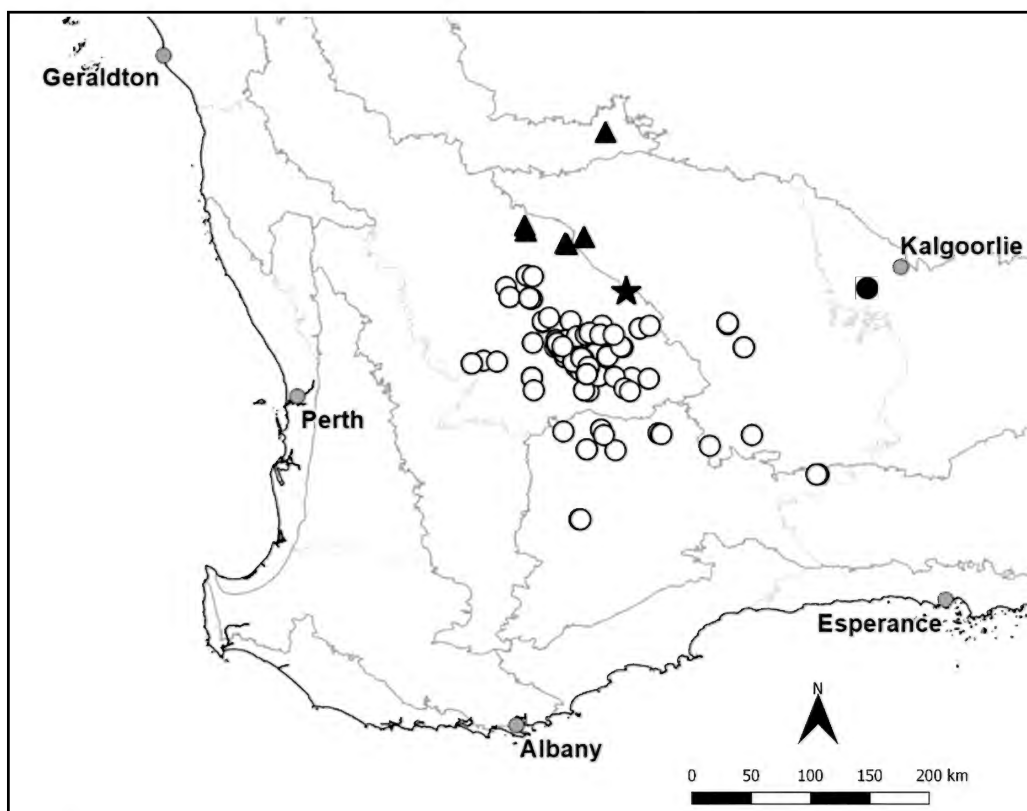 Geraldton
Kalgoorlie
Perth
Esperance
Albany
N
0 50 100 150 200 km